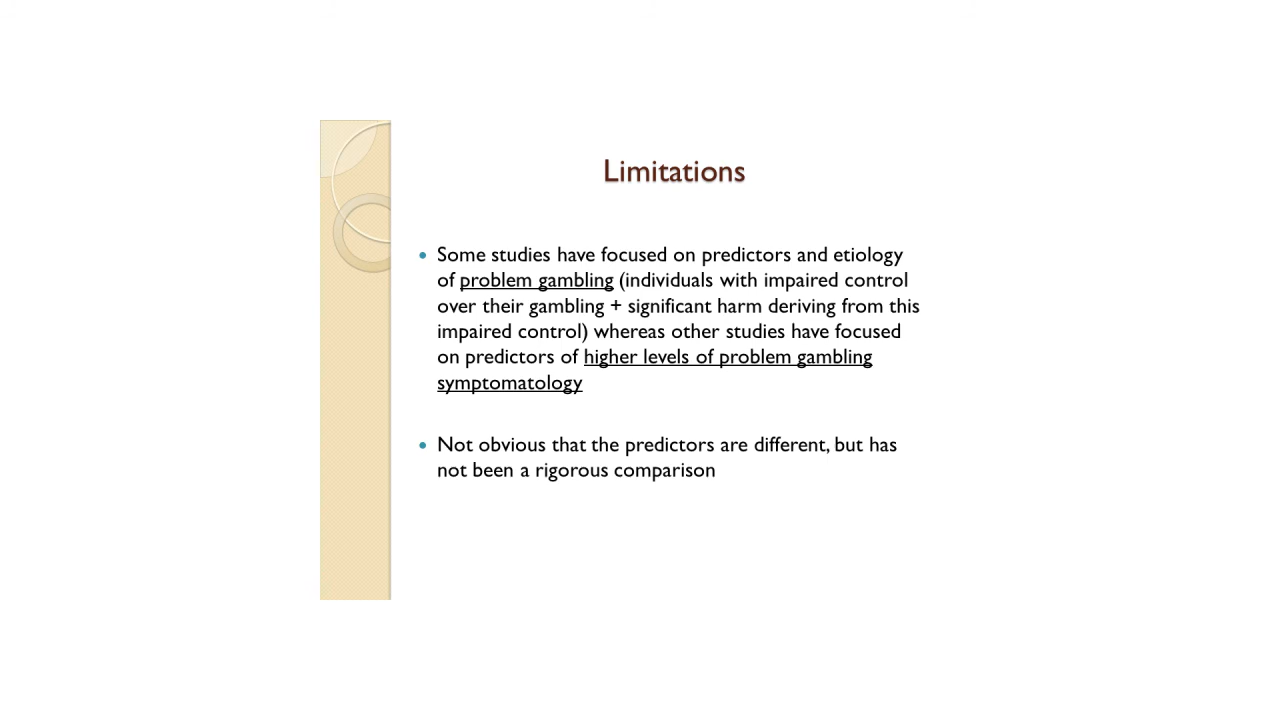 Limitations
• Some studies have focused on predictors and etiology
of problem gambling (individuals with impaired control
over their gambling + significant harm deriving from this
impaired control) whereas other studies have focused
on predictors of higher levels of problem gambling
symptomatology
• Not obvious that the predictors are different, but has
not been a rigorous comparison